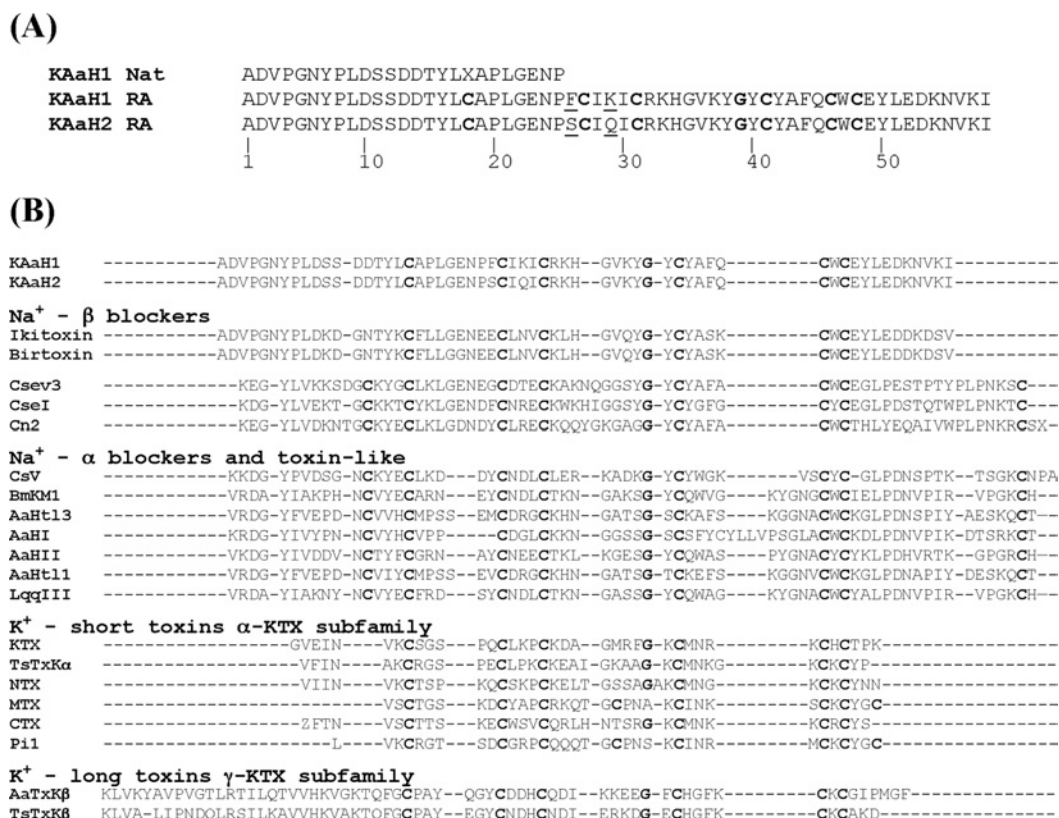 (A)
KAaH1 Nat ADVPGNYPLDSSDDTYLXAPLGENP
KAaH1 RA ADVPGNYPLDSSDDTYLCAPLGENPFCIKICRKHGVKYGYCYAFQCWCEYLEDKNVKI
KAaH2 RA ADVPGNYPLDSSDDTYLCAPLGENPSCIQICRKHGVKYGYCYAFQCWCEYLEDKNVKI
1 10 20 30 40 50
(B)
KAaH1 -----------ADVPGNYPLDSS-DDTYLCAPLGENPFCIKICRKH--GVKYG-YCYAFQ---------CWCEYLEDKNVKI----------
KAaH2 -----------ADVPGNYPLDSS-DDTYLCAPLGENPSCIQICRKH--GVKYG-YCYAFQ---------CWCEYLEDKNVKI----------
Na+ - β blockers
Ikitoxin -----------ADVPGNYPLDKD-GNTYKCFLLGENEECLNVCKLH--GVQYG-YCYASK---------CWCEYLEDDKDSV----------
Birtoxin -----------ADVPGNYPLDKD-GNTYKCFLLGGNEECLNVCKLH--GVQYG-YCYASK---------CWCEYLEDDKDSV----------
Csev3 -------------KEG-YLVKKSDGCKYGCLKLGENEGCDTECKAKNQGGSYG-YCYAFA---------CWCEGLPESTPTYPLPNKSC---
CseI -------------KDG-YLVEKT-GCKKTCYKLGENDFCNRECKWKHIGGSYG-YCYGFG---------CYCEGLPDSTQTWPLPNKTC---
Cn2 -------------KEG-YLVDKNTGCKYECLKLGDNDYCLRECKQQYGKGAGG-YCYAFA---------CWCTHLYEQAIVWPLPNKRCSX-
Na+ - α blockers and toxin-like
CsV ------------KKDGYPVDSG-NCKYECLKD--DYCNDLCLER--KADKG-YCYWGK-------VSCYC-GLPDNSPTK-TSGKCNPA
BmKM1 ------------VRDA-YIAKPH-NCVYECARN---EYCNDLCTKN--GAKSG-YCQWVG----KYGNGCWCIELPDNVPIR--VPGKCH--
AaHtl3 ------------VRDG-YFVEPD-NCVVHCMPSS--EMCDRGCKHN--GATSG-SCKAFS----KGGNACWCKGLPDNSPIY-AESKQCT--
AaHI ------------KRDG-YIVYPN-NCVYHCVPP---CDGLCKKN--GGSSG-SCSFYCYLLVPSGLACWCKDLPDNVPIK-DTSRKCT--
AaHII ------------VKDG-YIVDDV-NCTYFCGRN---AYCNEECTKL--KGESG-YCQWAS----PYGNACYCYKLPDHVRTK--GPGRCH--
AaHtl1 ------------VRDG-YFVEPD-NCVIYCMPSS--EVCDRGCKHN--GATSG-TCKEFS----KGGNVCWCKGLPDNAPIY-DESKQCT--
LqqIII ------------VRDA-YIAKNY-NCVYECFRD---SYCNDLCTKN--GASSG-YCQWAG----KYGNACWCYALPDNVPIR--VPGKCH--
K+ - short toxins α-KTX subfamily
KTX ------------------GVEIN----VKCSGS--PQCLKPCKDA--GMRFG-KCMNR---------KCHCTPK-----------------
TsTxKα -------------------VFIN----AKCRGS--PECLPKCKEAI-GKAAG-KCMNKG--------KCKCYP------------------
NTX -------------------VIIN----VKCTSP--KQCSKPCKELT-GSSAGAKCMNG---------KCKCYNN-----------------
MTX ---------------------------VSCTGS--KDCYAPCRKQT-GCPNA-KCINK---------SCKCYGC-----------------
CTX -------------------ZFTN----VSCTTS--KECWSVCQRLH-NTSRG-KCMNK---------KCRCYS------------------
Pi1 ----------------------L----VKCRGT--SDCGRPCQQQT-GCPNS-KCINR---------MCKCYGC-----------------
K+ - long toxins γ-KTX subfamily
AaTxKβ KLVKYAVPVGTLRTILQTVVHKVGKTQFGCPAY--QGYCDDHCQDI--KKEEG-FCHGFK---------CKCGIPMGF--------------
TsTxKβ KLVA-LIPNDQLRSILKAVVHKVAKTQFGCPAY--EGYCNDHCNDI--ERKDG-ECHGFK---------CKCAKD-----------------